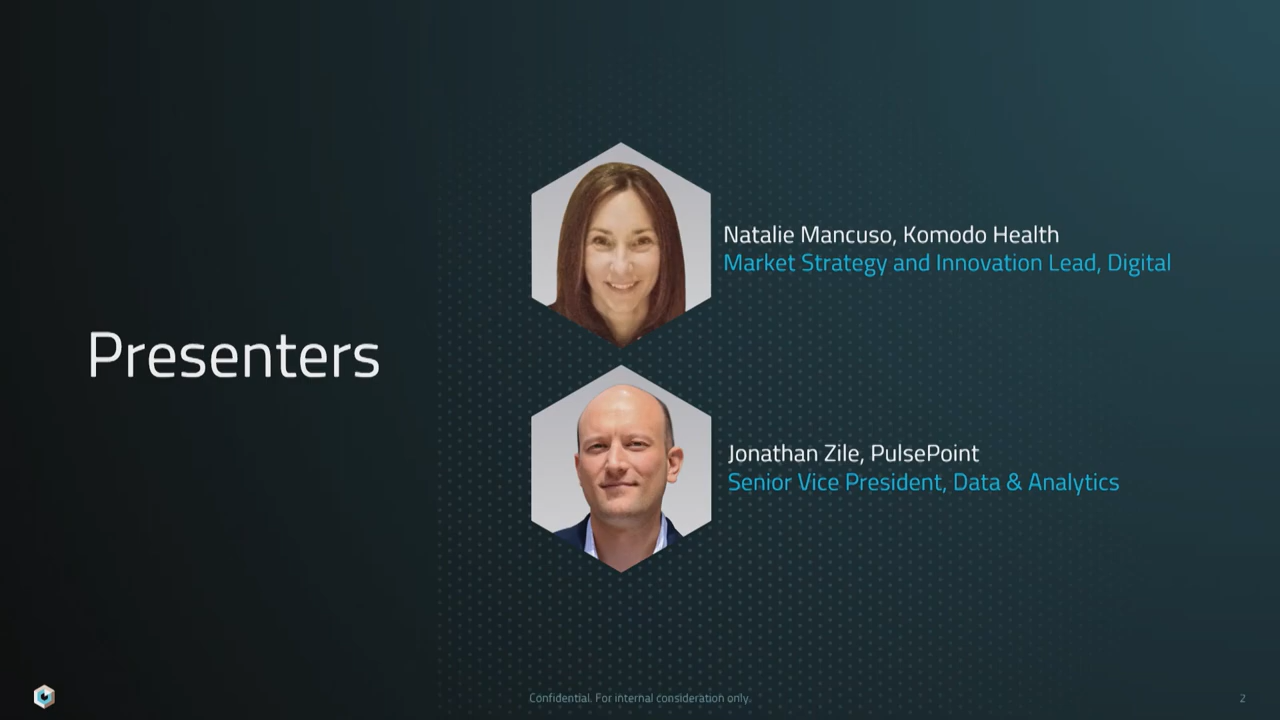 Presenters
Natalie Mancuso, Komodo Health
Market Strategy and Innovation Lead, Digital
Jonathan Zile, PulsePoint
Senior Vice President, Data & Analytics
Confidential. For internal consideration only.
2